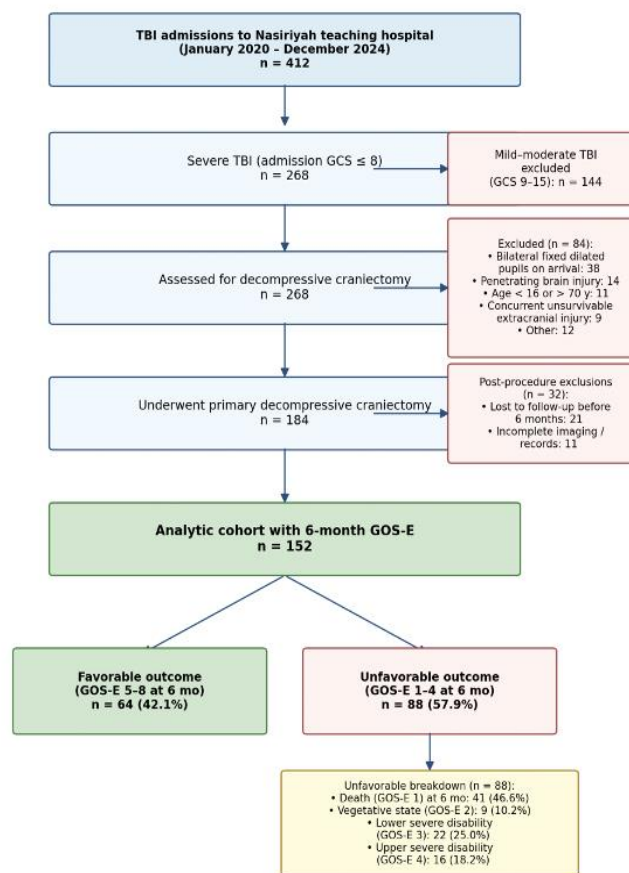 TBI admissions to Nasiriyah teaching hospital
(January 2020 – December 2024)
n = 412
Severe TBI (admission GCS ≤ 8)
n = 268
Mild–moderate TBI
excluded
(GCS 9–15): n = 144
Assessed for decompressive craniectomy
n = 268
Excluded (n = 84):
• Bilateral fixed dilated
pupils on arrival: 38
• Penetrating brain injury: 14
• Age < 16 or > 70 y: 11
• Concurrent unsurvivable
extracranial injury: 9
• Other: 12
Underwent primary decompressive craniectomy
n = 184
Post-procedure exclusions
(n = 32):
• Lost to follow-up before
6 months: 21
• Incomplete imaging /
records: 11
Analytic cohort with 6-month GOS-E
n = 152
Favorable outcome
(GOS-E 5–8 at 6 mo)
n = 64 (42.1%)
Unfavorable outcome
(GOS-E 1–4 at 6 mo)
n = 88 (57.9%)
Unfavorable breakdown (n = 88):
• Death (GOS-E 1) at 6 mo: 41 (46.6%)
• Vegetative state (GOS-E 2): 9 (10.2%)
• Lower severe disability
(GOS-E 3): 22 (25.0%)
• Upper severe disability
(GOS-E 4): 16 (18.2%)